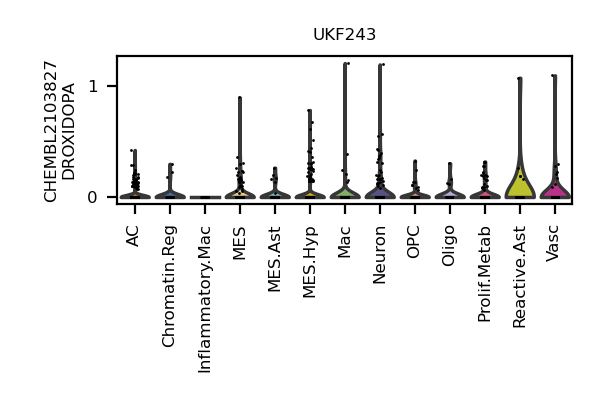 UKF243
CHEMBL2103827
DROXIDOPA
1
0
AC
Chromatin.Reg
Inflammatory.Mac
MES
MES.Ast
MES.Hyp
Mac
Neuron
OPC
Oligo
Prolif.Metab
Reactive.Ast
Vasc